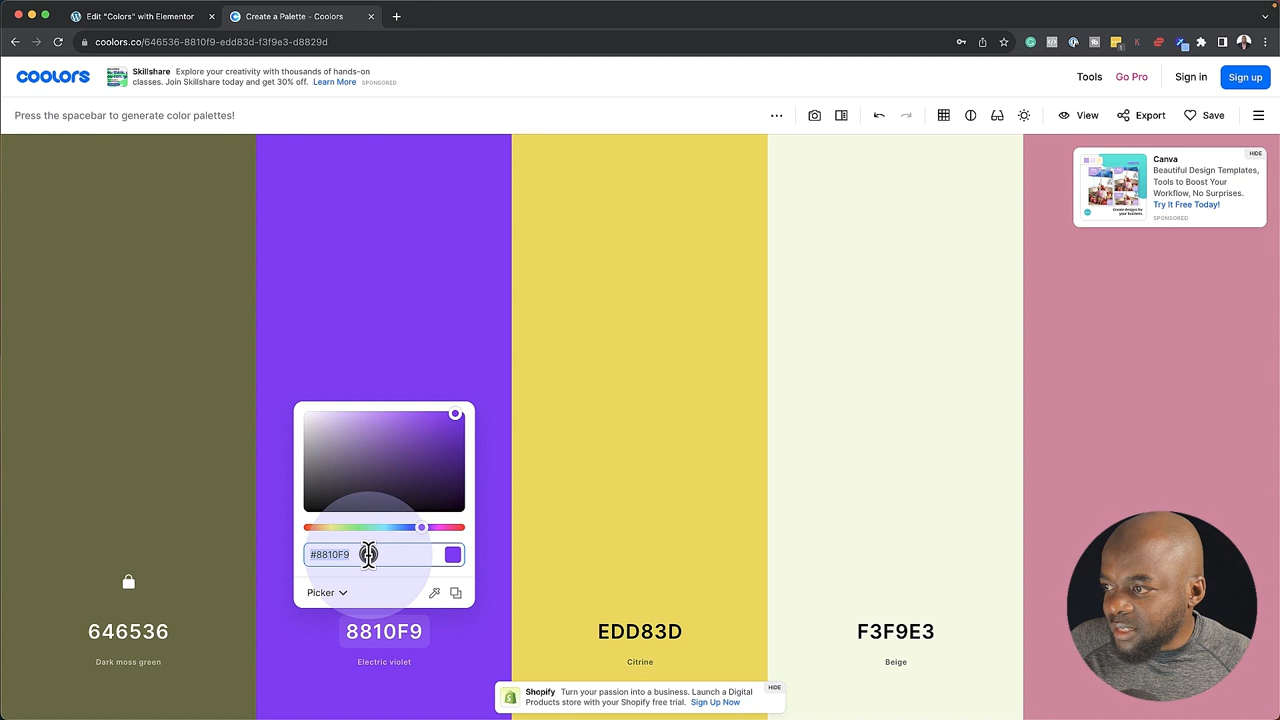 Edit "Colors" with Elementor
Create a Palette - Coolors
coolors.co/646536-8810f9-edd83d-f3f9e3-d8829d
coolors
Skillshare Explore your creativity with thousands of hands-on
classes. Join Skillshare today and get 30% off. Learn More SPONSORED
Tools
Go Pro
Sign in
Sign up
Press the spacebar to generate color palettes!
View
Export
Save
HIDE
Canva
Beautiful Design Templates,
Tools to Boost Your
Workflow, No Surprises.
Try It Free Today!
SPONSORED
#8810F9
Picker
646536
8810F9
EDD83D
F3F9E3
Dark moss green
Electric violet
Citrine
Beige
Shopify Turn your passion into a business. Launch a Digital
Products store with your Shopify free trial. Sign Up Now
HIDE